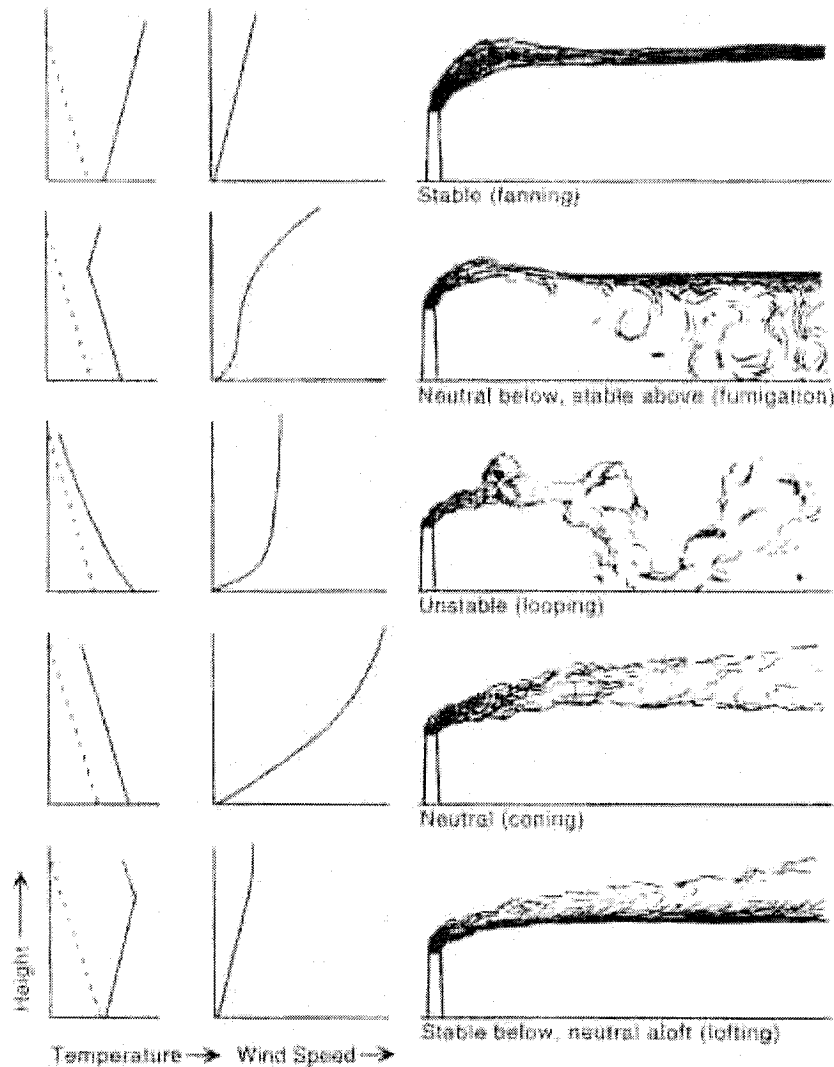 Stable (fanning)
Neutral below, stable above (fumigation)
Unstable (looping)
Neutral (coning)
Height
Stable below, neutral aloft (lofting)
Temperature
Wind Speed